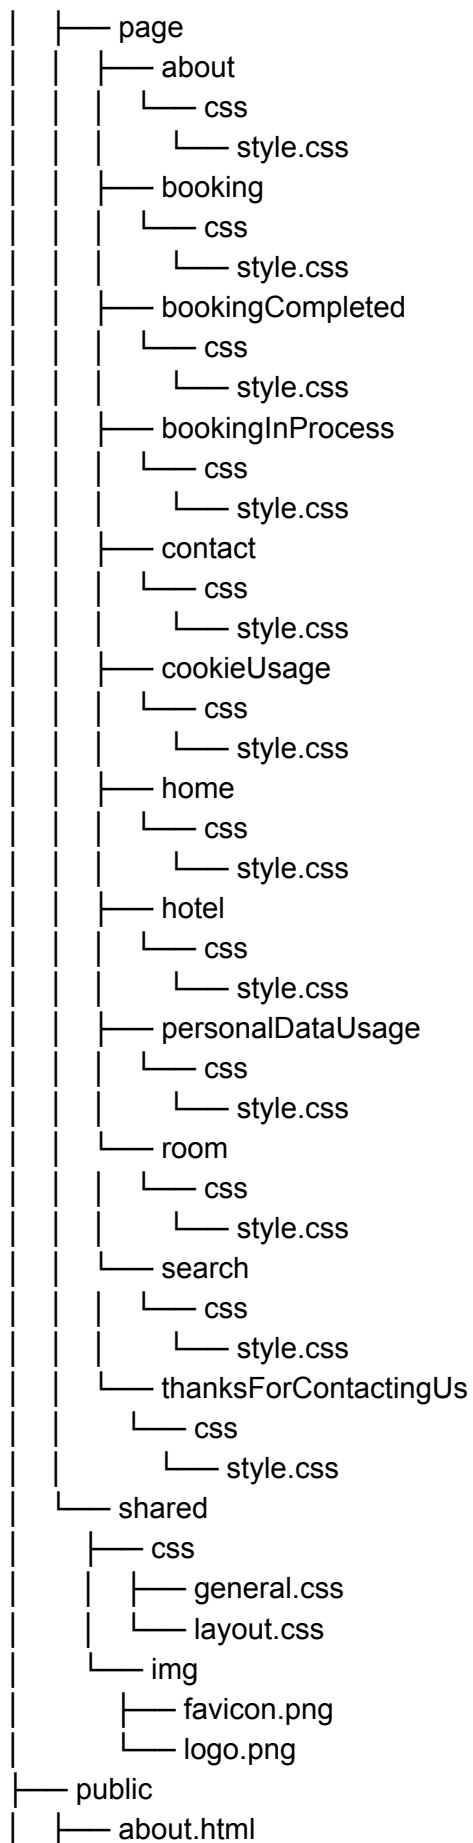 │ ├── page
│ │ ├── about
│ │ │ └── css
│ │ │ └── style.css
│ │ ├── booking
│ │ │ └── css
│ │ │ └── style.css
│ │ ├── bookingCompleted
│ │ │ └── css
│ │ │ └── style.css
│ │ ├── bookingInProcess
│ │ │ └── css
│ │ │ └── style.css
│ │ ├── contact
│ │ │ └── css
│ │ │ └── style.css
│ │ ├── cookieUsage
│ │ │ └── css
│ │ │ └── style.css
│ │ ├── home
│ │ │ └── css
│ │ │ └── style.css
│ │ ├── hotel
│ │ │ └── css
│ │ │ └── style.css
│ │ ├── personalDataUsage
│ │ │ └── css
│ │ │ └── style.css
│ │ └── room
│ │ │ └── css
│ │ │ └── style.css
│ │ └── search
│ │ │ └── css
│ │ │ └── style.css
│ │ └── thanksForContactingUs
│ │ └── css
│ │ └── style.css
│ └── shared
│ ├── css
│ │ ├── general.css
│ │ └── layout.css
│ └── img
│ ├── favicon.png
│ └── logo.png
├── public
│ ├── about.html